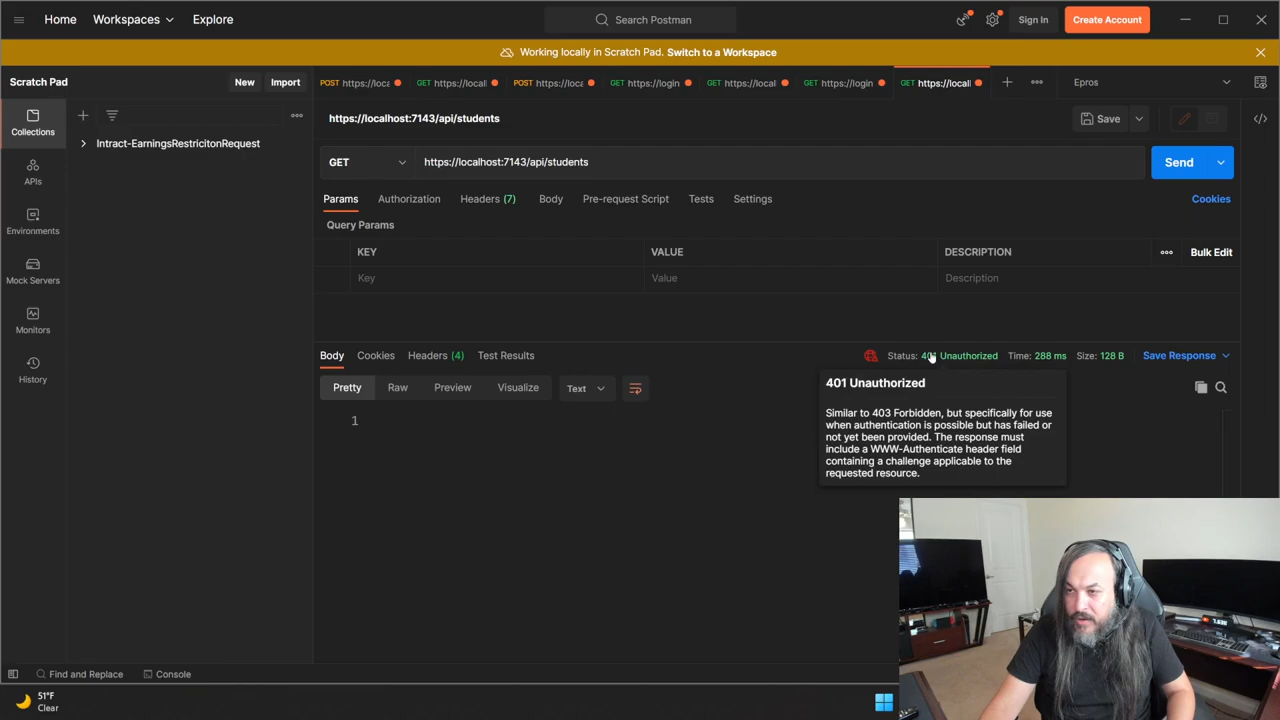 Home
Workspaces
Explore
Search Postman
Sign In
Create Account
Working locally in Scratch Pad. Switch to a Workspace
Scratch Pad
New
Import
POST https://loca
GET https://locall
POST https://loca
GET https://login
GET https://local
GET https://login
GET https://local
Epros
Collections
APIs
Environments
Mock Servers
Monitors
History
Intract-EarningsRestricitonRequest
https://localhost:7143/api/students
Save
GET
https://localhost:7143/api/students
Send
Params
Authorization
Headers (7)
Body
Pre-request Script
Tests
Settings
Cookies
Query Params
KEY
VALUE
DESCRIPTION
Bulk Edit
Key
Value
Description
Body
Cookies
Headers (4)
Test Results
Status: 401 Unauthorized
Time: 288 ms
Size: 128 B
Save Response
Pretty
Raw
Preview
Visualize
Text
1
401 Unauthorized
Similar to 403 Forbidden, but specifically for use
when authentication is possible but has failed or
not yet been provided. The response must
include a WWW-Authenticate header field
containing a challenge applicable to the
requested resource.
Find and Replace
Console
51°F
Clear